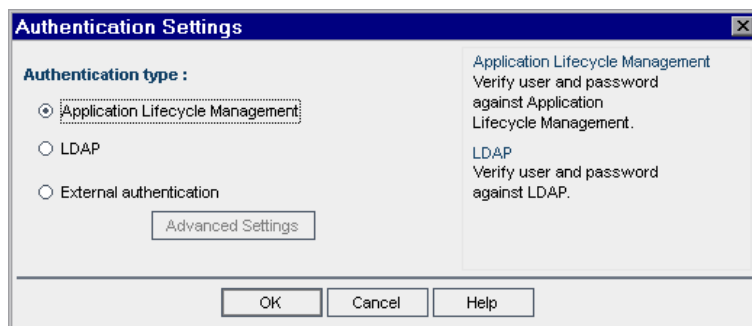 Authentication Settings
Authentication type :
Application Lifecycle Management
LDAP
External authentication
Advanced Settings
Application Lifecycle Management
Verify user and password
against Application
Lifecycle Management.
LDAP
Verify user and password
against LDAP.
OK
Cancel
Help